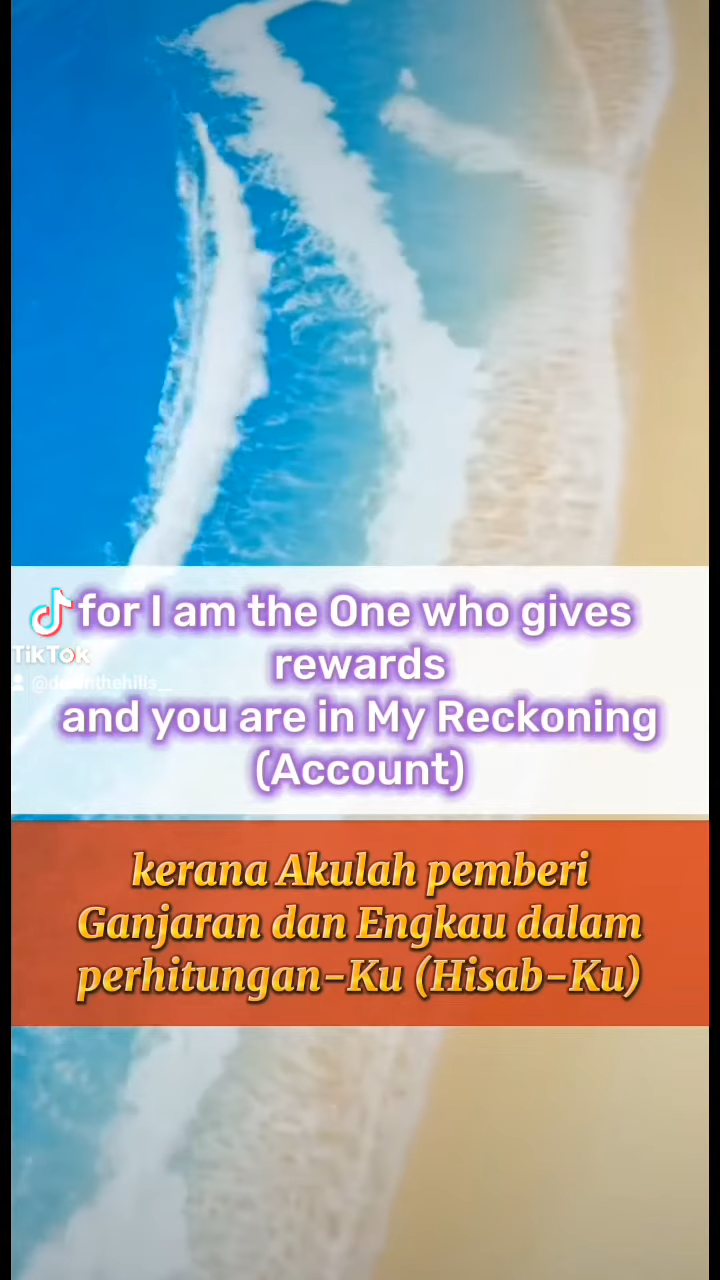 for I am the One who gives
rewards
and you are in My Reckoning
(Account)
TikTok
kerana Akulah pemberi
Ganjaran dan Engkau dalam
perhitungan-Ku (Hisab-Ku)